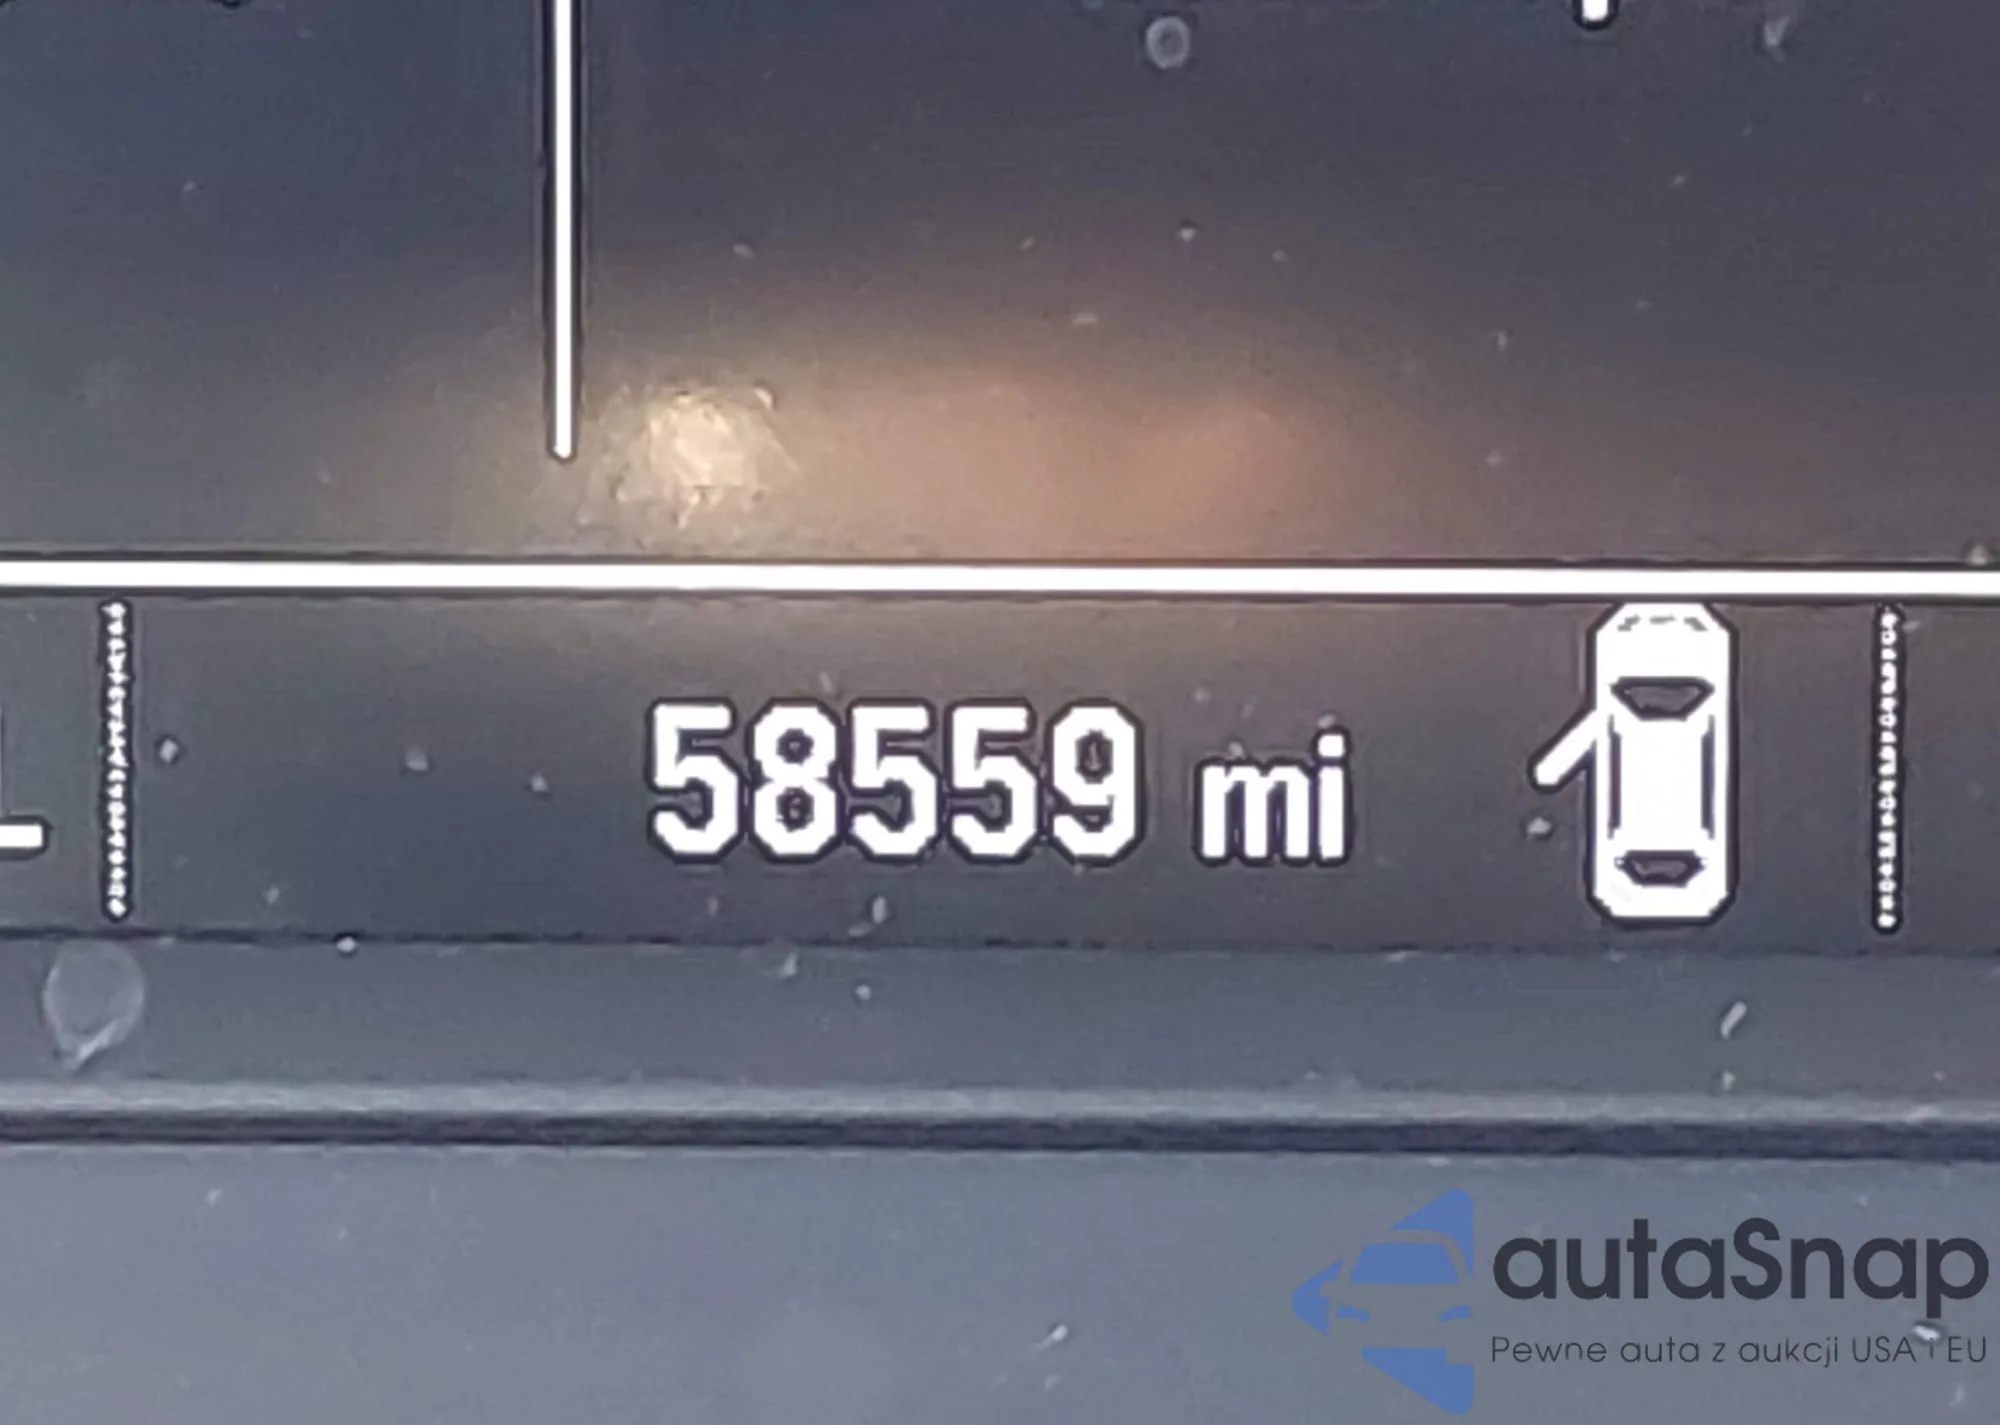 58559 mi
autaSnap
Pewne auta z aukcji USA i EU